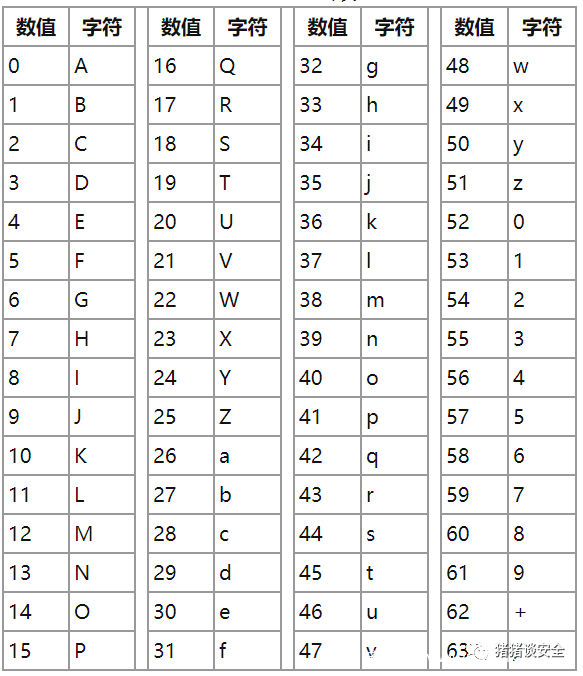 数值 字符 数值 字符 数值 字符 数值 字符
0 A 16 Q 32 g 48 w
1 B 17 R 33 h 49 x
2 C 18 S 34 i 50 y
3 D 19 T 35 j 51 z
4 E 20 U 36 k 52 0
5 F 21 V 37 l 53 1
6 G 22 W 38 m 54 2
7 H 23 X 39 n 55 3
8 I 24 Y 40 o 56 4
9 J 25 Z 41 p 57 5
10 K 26 a 42 q 58 6
11 L 27 b 43 r 59 7
12 M 28 c 44 s 60 8
13 N 29 d 45 t 61 9
14 O 30 e 46 u 62 +
15 P 31 f 47 v 63
猪猪谈安全